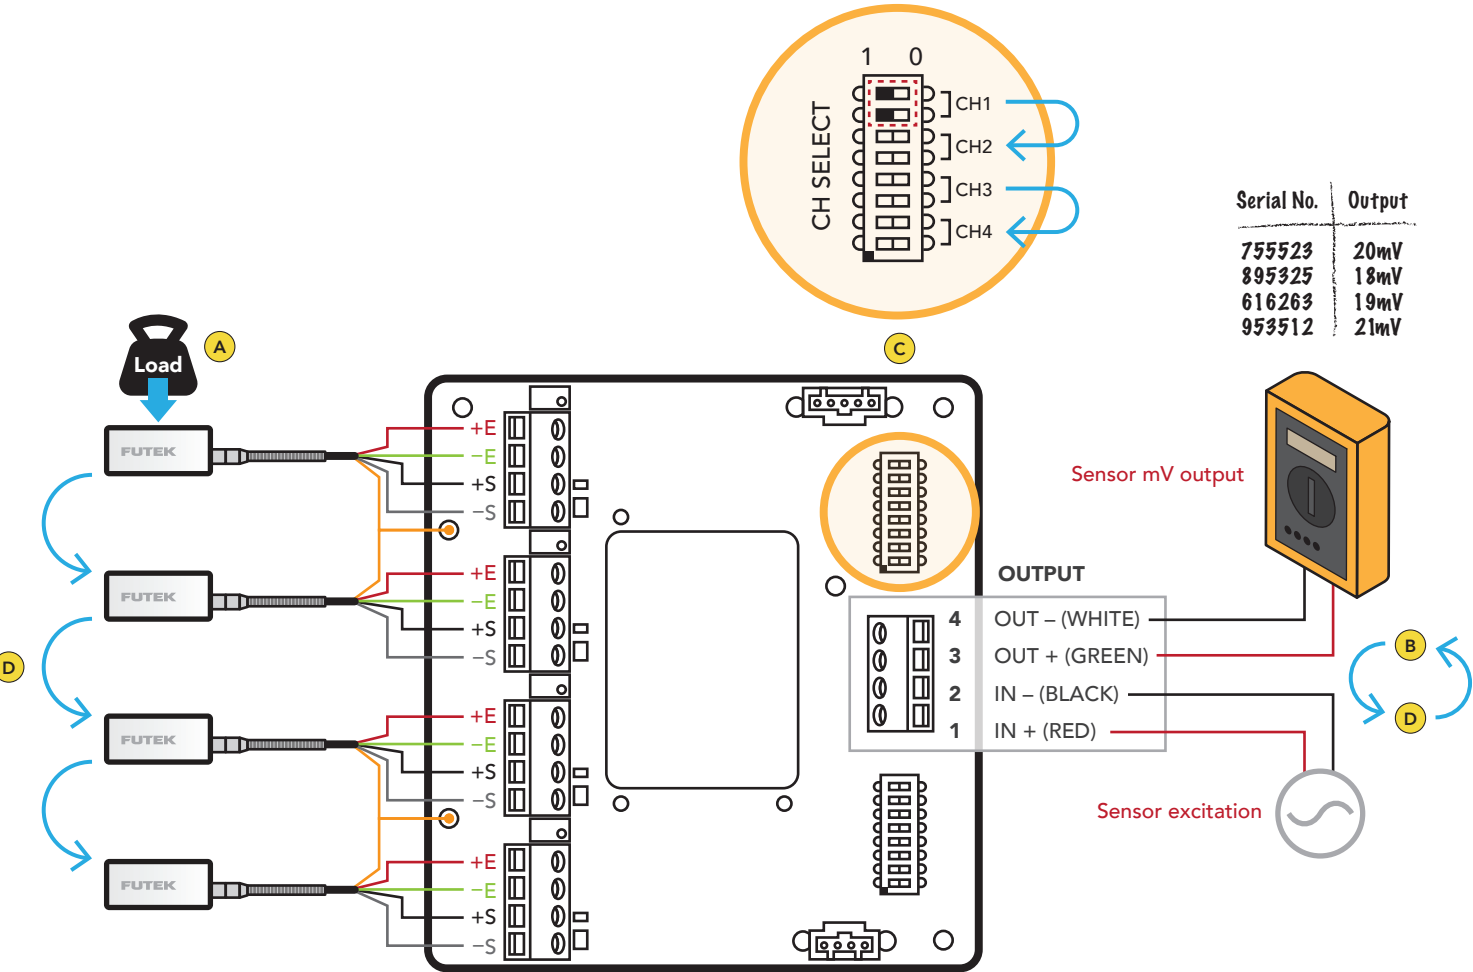 1 0
CH SELECT
CH1
CH2
CH3
CH4
Serial No. Output
755523 20mV
895325 18mV
616263 19mV
953512 21mV
Load
A
C
FUTEK
+E
−E
+S
−S
Sensor mV output
FUTEK
+E
−E
+S
−S
D
FUTEK
+E
−E
+S
−S
FUTEK
+E
−E
+S
−S
OUTPUT
4 OUT – (WHITE)
3 OUT + (GREEN)
2 IN – (BLACK)
1 IN + (RED)
B
D
Sensor excitation